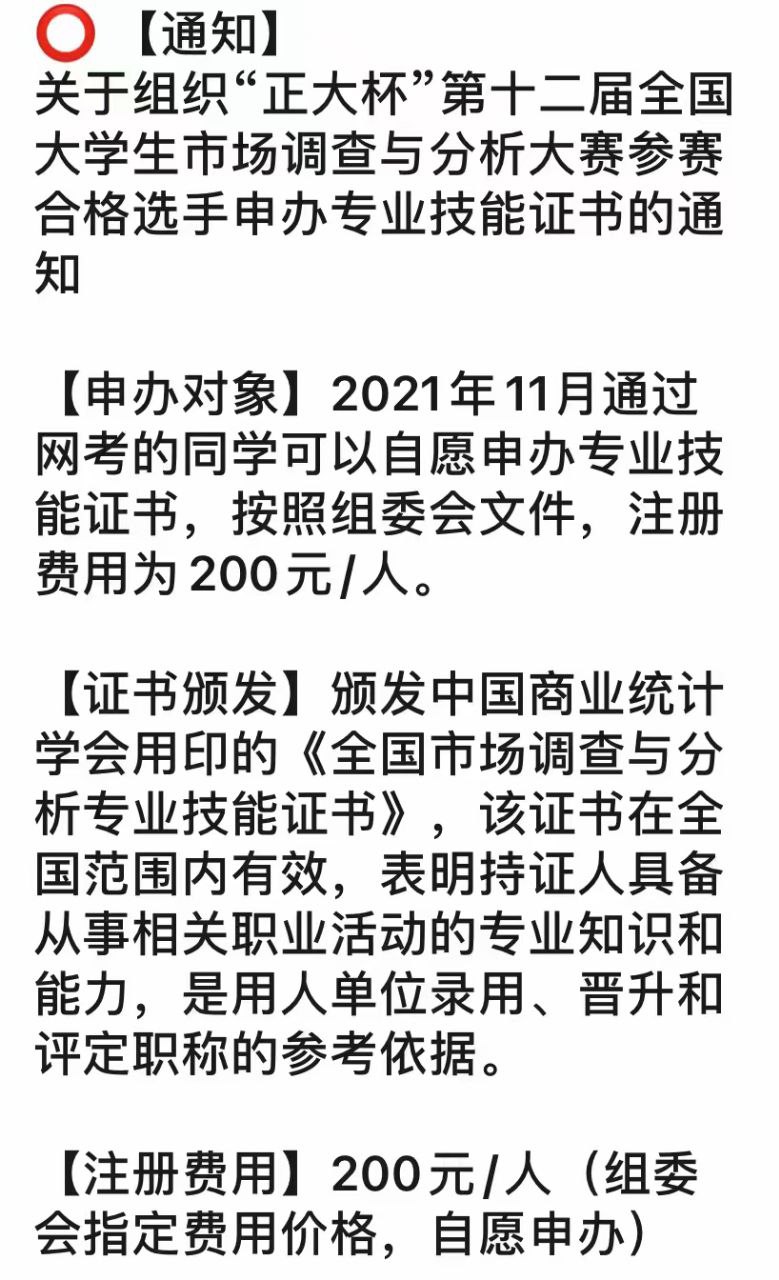 ⭕ 【通知】
关于组织“正大杯”第十二届全国
大学生市场调查与分析大赛参赛
合格选手申办专业技能证书的通
知
【申办对象】2021年11月通过
网考的同学可以自愿申办专业技
能证书，按照组委会文件，注册
费用为200元/人。
【证书颁发】颁发中国商业统计
学会用印的《全国市场调查与分
析专业技能证书》，该证书在全
国范围内有效，表明持证人具备
从事相关职业活动的专业知识和
能力，是用人单位录用、晋升和
评定职称的参考依据。
【注册费用】200元/人（组委
会指定费用价格，自愿申办）